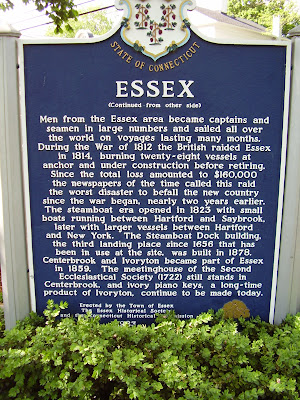 ESSEX
STATE OF CONNECTICUT
ESSEX
(Continued from other side)
Men from the Essex area became captains and
seamen in large numbers and sailed all over
the world on voyages lasting many months.
During the War of 1812 the British raided Essex
in 1814, burning twenty-eight vessels at
anchor and under construction before retiring.
Since the total loss amounted to $160,000
the newspapers of the time called this raid
the worst disaster to befall the new country
since the war began, nearly two years earlier.
The steamboat era opened in 1823 with small
boats running between Hartford and Saybrook,
later with larger vessels between Hartford
and New York. The Steamboat Dock building,
the third landing place since 1656 that has
been in use at the site, was built in 1878.
Centerbrook and Ivoryton became part of Essex
in 1859. The meetinghouse of the Second
Ecclesiastical Society (1722) still stands in
Centerbrook, and ivory piano keys, a long-time
product of Ivoryton, continue to be made today.
Erected by the Town of Essex
The Essex Historical Society
and the Connecticut Historical Commission